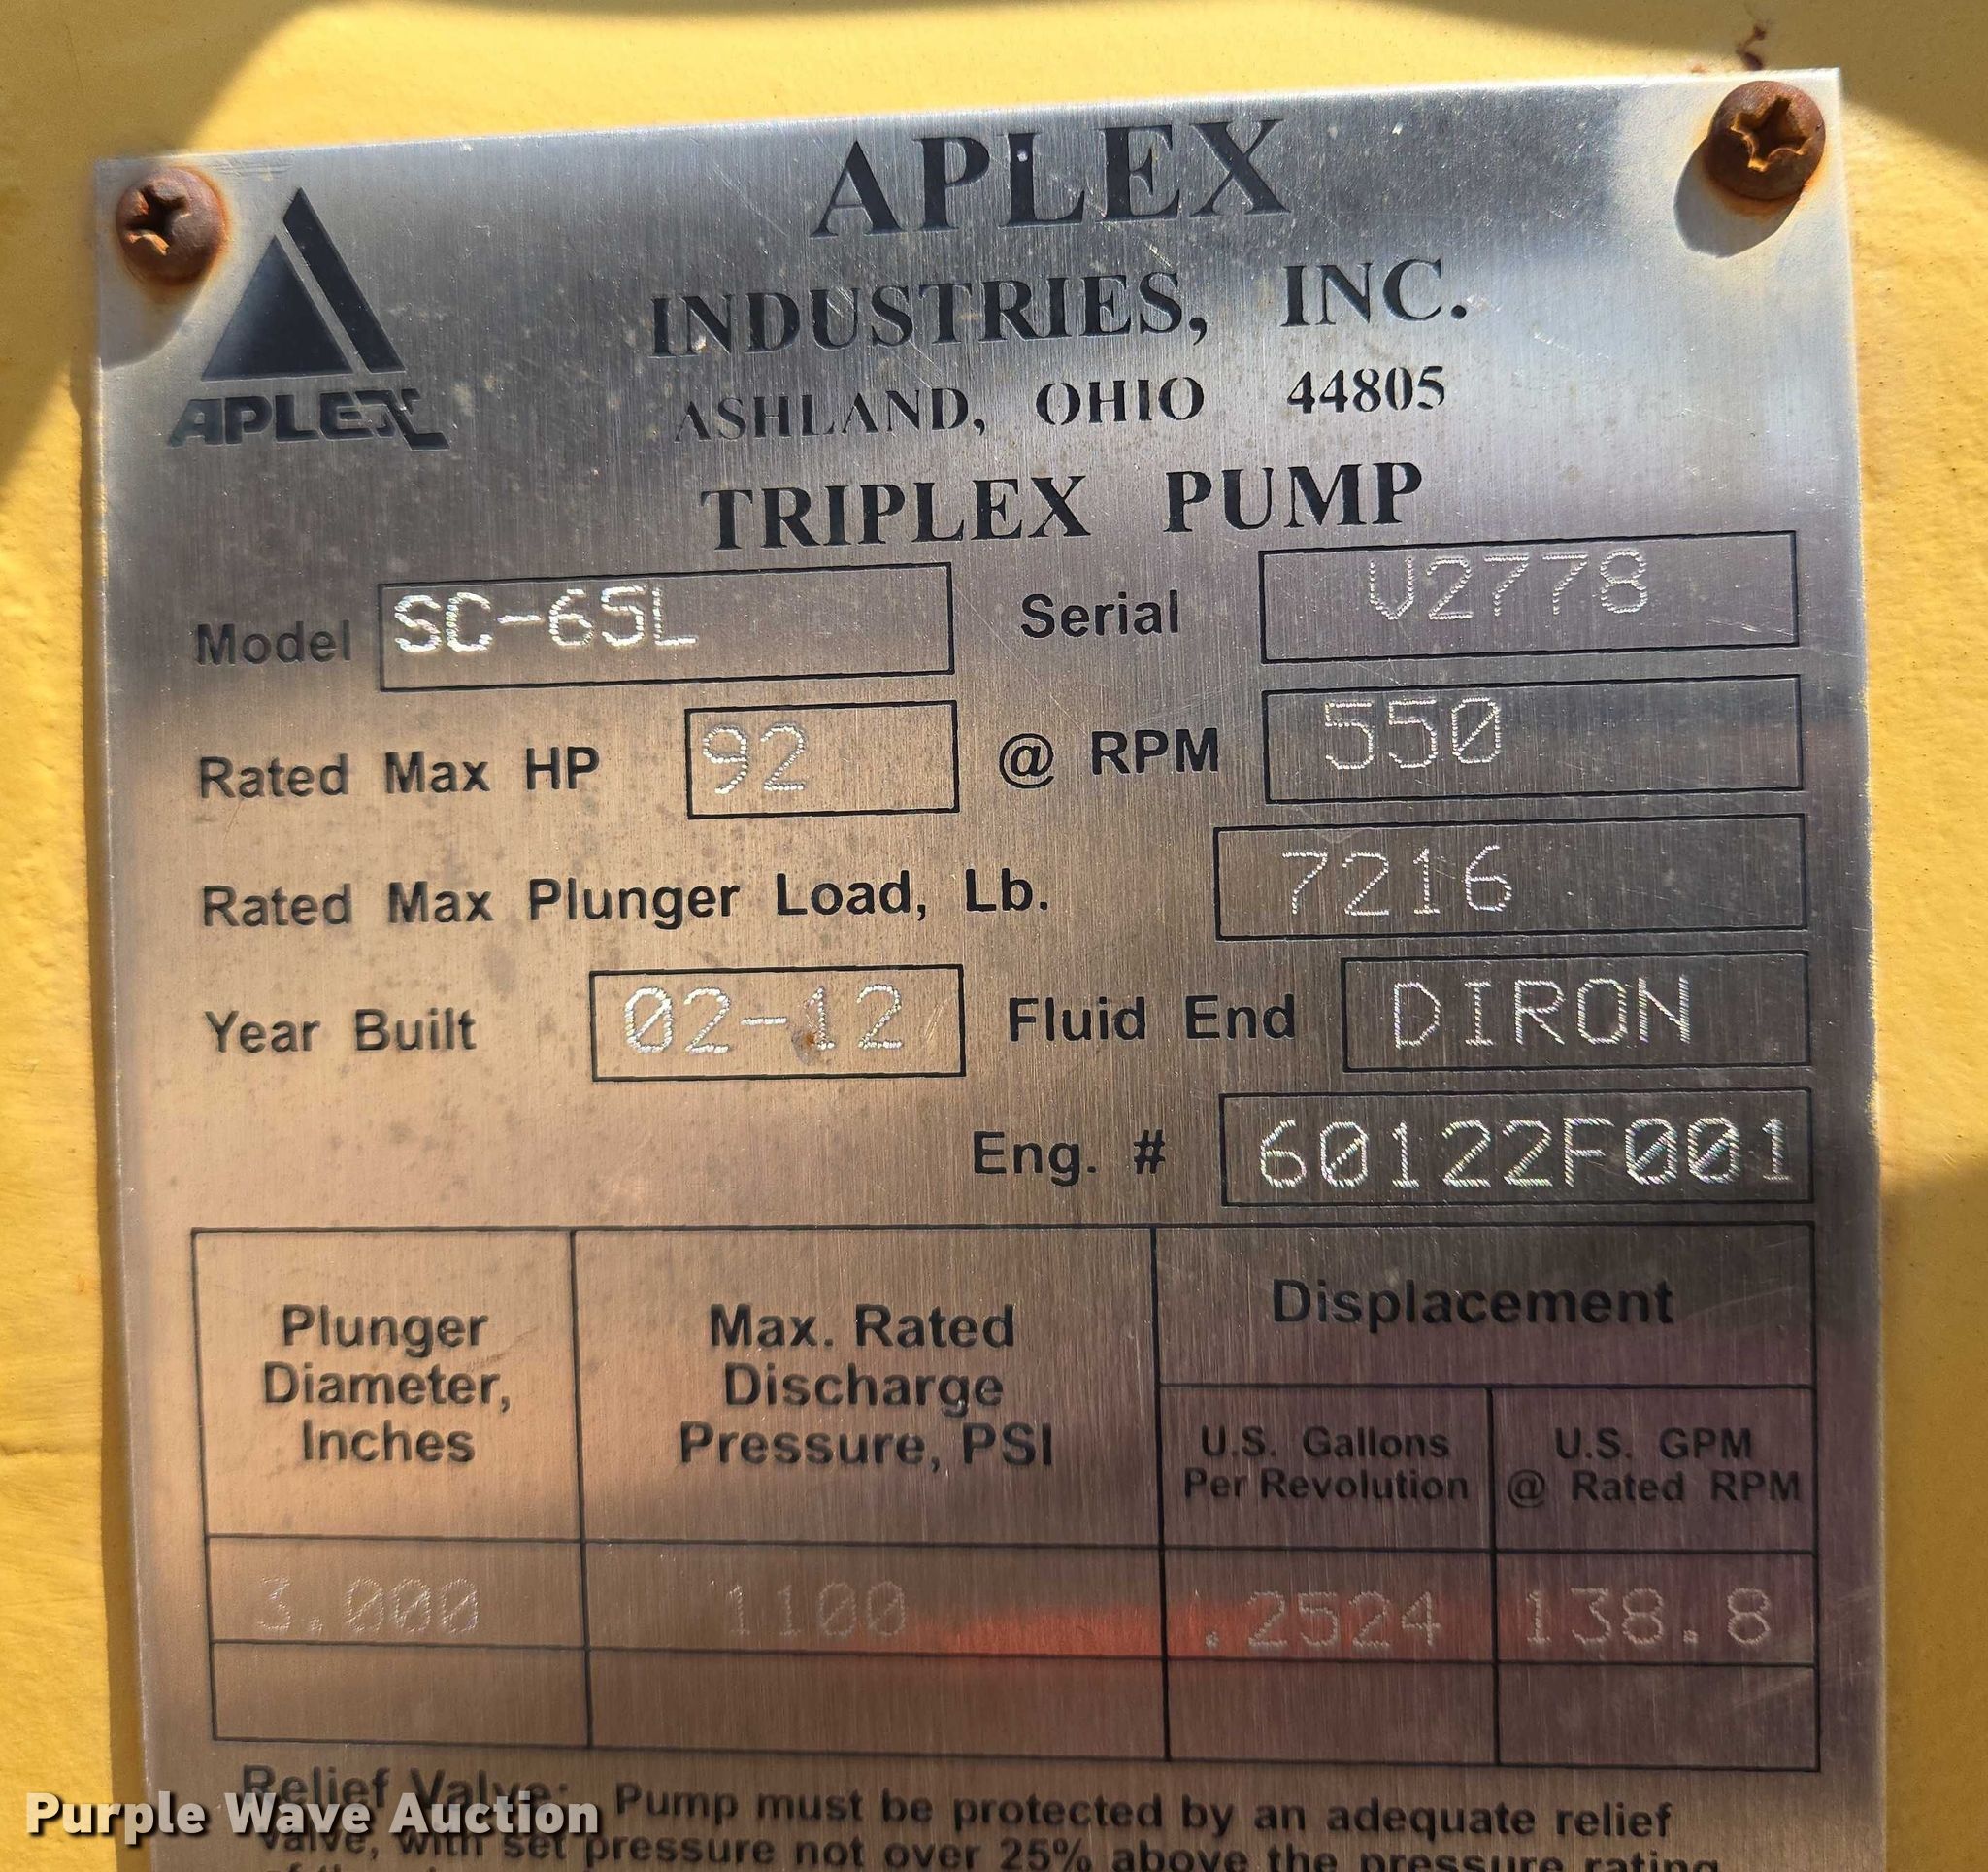 APLEX
INDUSTRIES, INC.
ASHLAND, OHIO 44805
APLEX
TRIPLEX PUMP
Model SC-65L Serial V2778
Rated Max HP 92 @ RPM 550
Rated Max Plunger Load, Lb. 7216
Year Built 02-12 Fluid End DIRON
Eng. # 60122F001
Plunger Diameter, Inches
Max. Rated Discharge Pressure, PSI
Displacement
U.S. Gallons Per Revolution
U.S. GPM @ Rated RPM
3.000 1100 .2524 138.8
Relief Valve: Pump must be protected by an adequate relief
valve, with set pressure not over 25% above the pressure rating
Purple Wave Auction